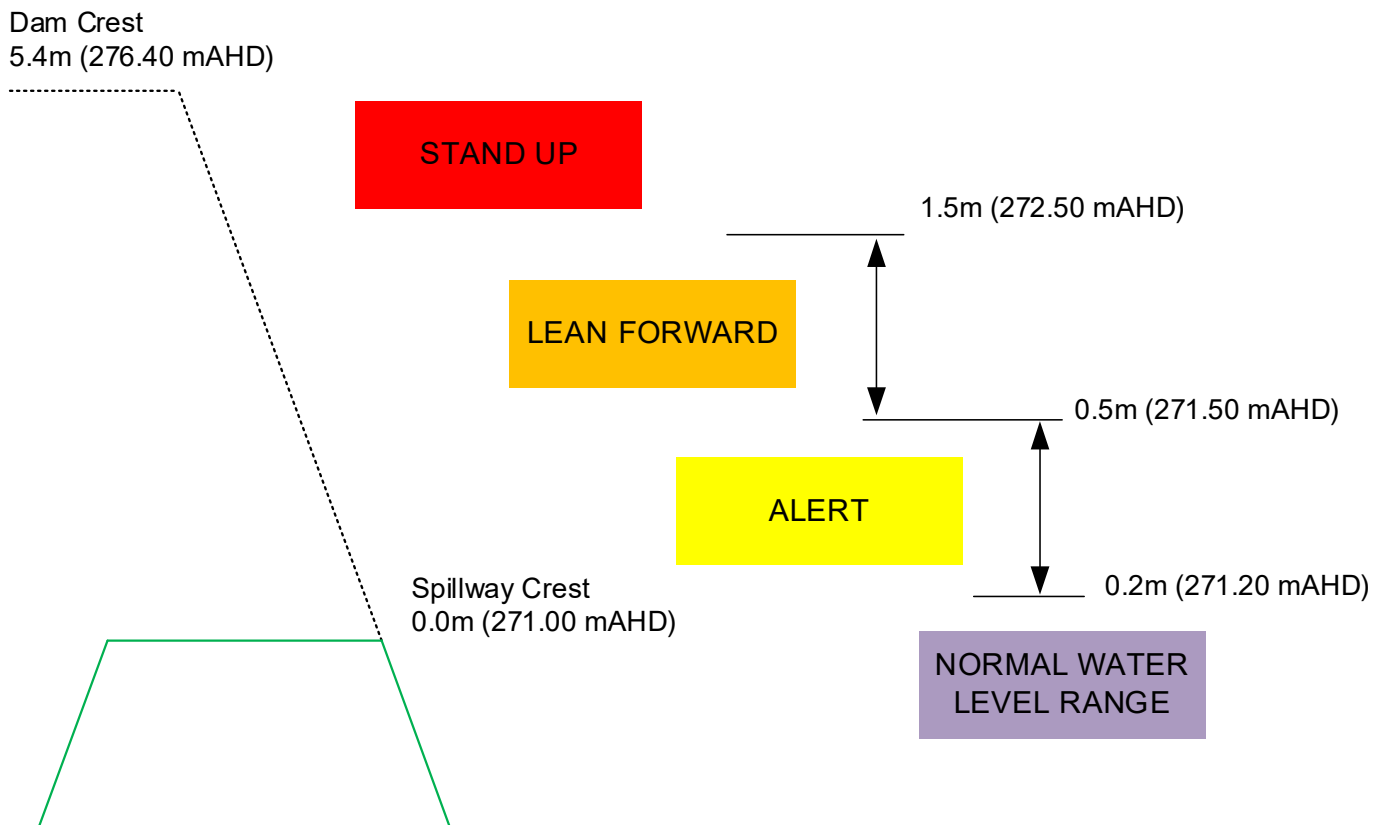 Dam Crest
5.4m (276.40 mAHD)
STAND UP
1.5m (272.50 mAHD)
LEAN FORWARD
0.5m (271.50 mAHD)
ALERT
Spillway Crest
0.0m (271.00 mAHD)
0.2m (271.20 mAHD)
NORMAL WATER
LEVEL RANGE